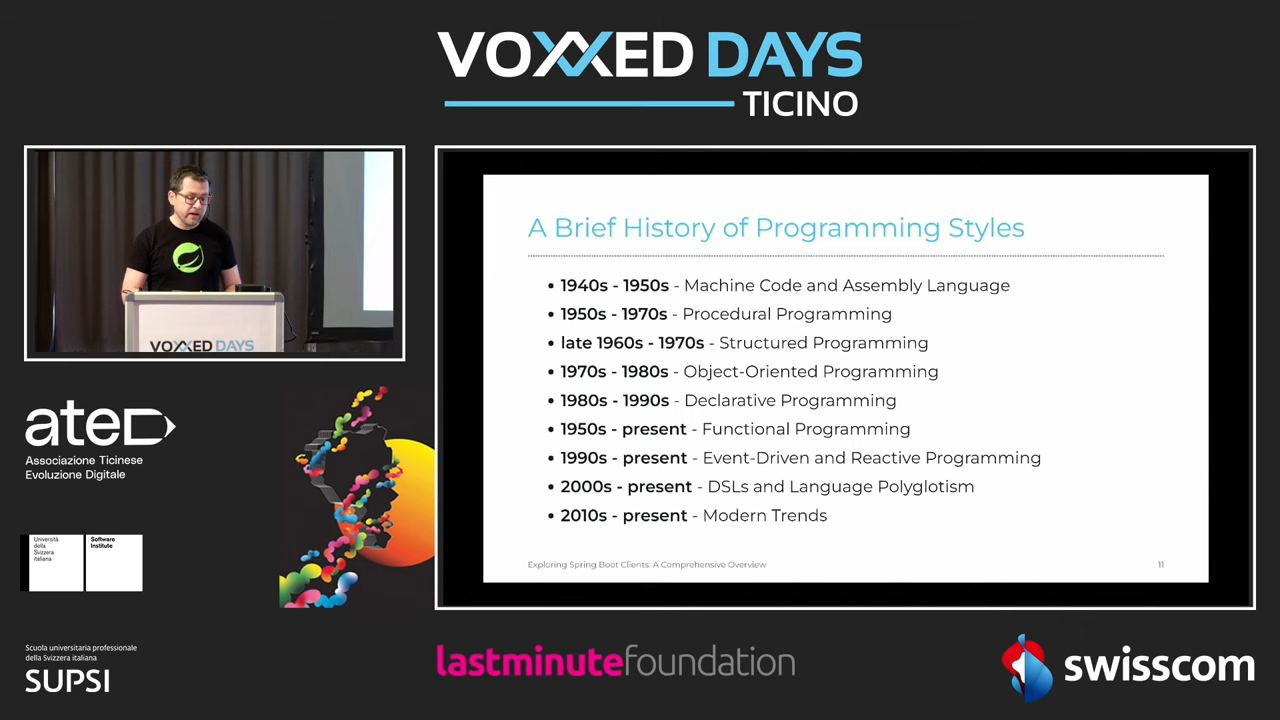 VOXXED DAYS
TICINO
VOXXED DAYS
A Brief History of Programming Styles
• 1940s - 1950s - Machine Code and Assembly Language
• 1950s - 1970s - Procedural Programming
• late 1960s - 1970s - Structured Programming
• 1970s - 1980s - Object-Oriented Programming
• 1980s - 1990s - Declarative Programming
• 1950s - present - Functional Programming
• 1990s - present - Event-Driven and Reactive Programming
• 2000s - present - DSLs and Language Polyglotism
• 2010s - present - Modern Trends
Exploring Spring Boot Clients: A Comprehensive Overview 11
ated
Associazione Ticinese
Evoluzione Digitale
Università
della
Svizzera
italiana
Software
Institute
Scuola universitaria professionale
della Svizzera italiana
SUPSI
lastminutefoundation
swisscom